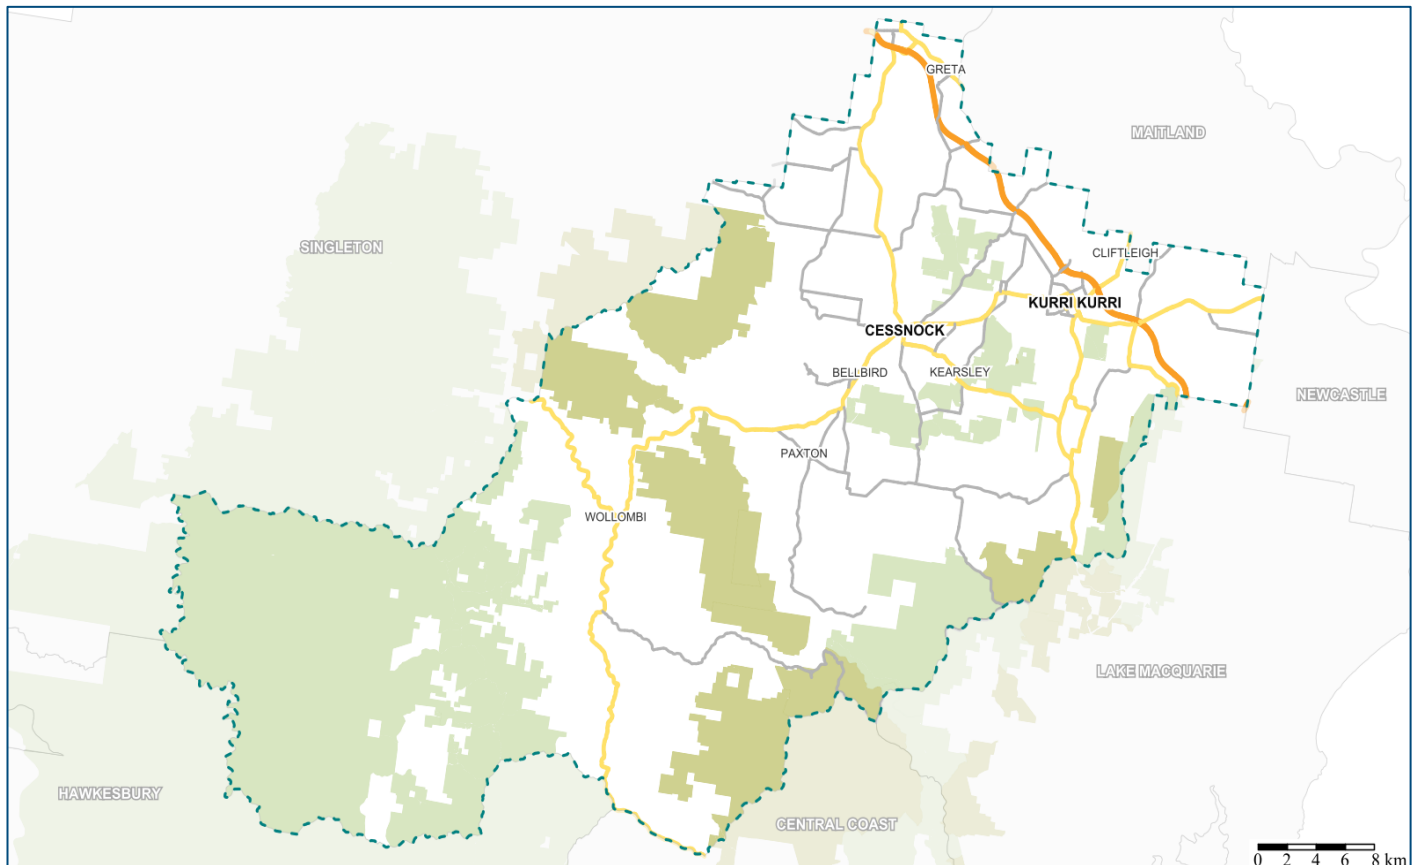 GRETA
MAITLAND
SINGLETON
CLIFTLEIGH
KURRI KURRI
CESSNOCK
BELLBIRD
KEARSLEY
NEWCASTLE
PAXTON
WOLLOMBI
LAKE MACQUARIE
HAWKESBURY
CENTRAL COAST
0 2 4 6 8 km